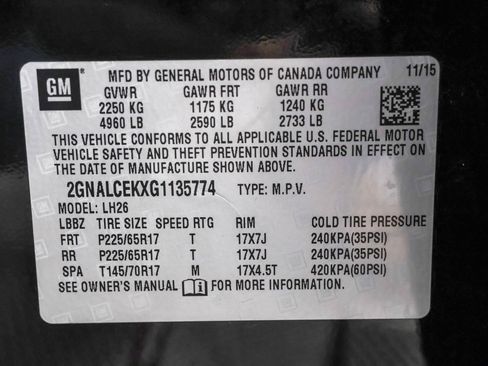 GM
MFD BY GENERAL MOTORS OF CANADA COMPANY 11/15
GVWR GAWR FRT GAWR RR
2250 KG 1175 KG 1240 KG
4960 LB 2590 LB 2733 LB
THIS VEHICLE CONFORMS TO ALL APPLICABLE U.S. FEDERAL MOTOR
VEHICLE SAFETY AND THEFT PREVENTION STANDARDS IN EFFECT ON
THE DATE OF MANUFACTURE SHOWN ABOVE.
2GNALCEKXG1135774 TYPE: M.P.V.
MODEL: LH26
LBBZ TIRE SIZE SPEED RTG RIM COLD TIRE PRESSURE
FRT P225/65R17 T 17X7J 240KPA(35PSI)
RR P225/65R17 T 17X7J 240KPA(35PSI)
SPA T145/70R17 M 17X4.5T 420KPA(60PSI)
SEE OWNER'S MANUAL i FOR MORE INFORMATION.